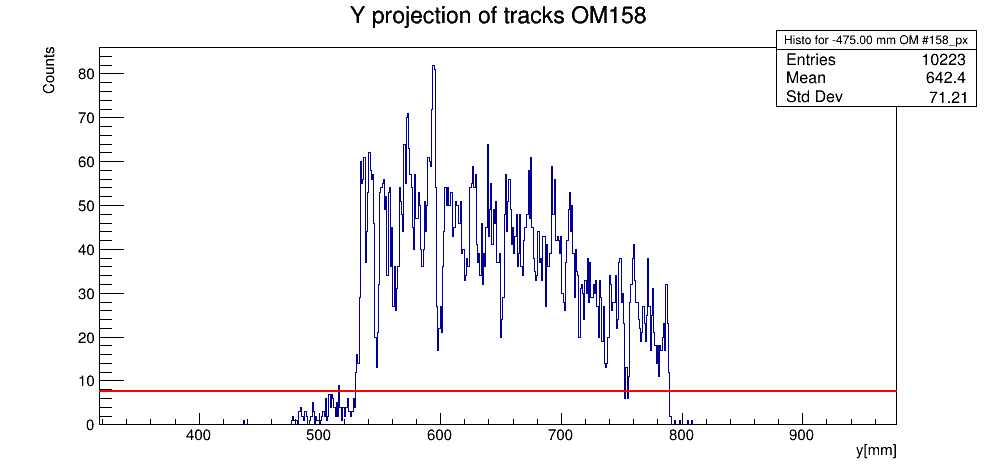 Y projection of tracks OM158
Histo for -475.00 mm OM #158_px
Entries 10223
Mean 642.4
Std Dev 71.21
Counts
80
70
60
50
40
30
20
10
0
400 500 600 700 800 900
y[mm]